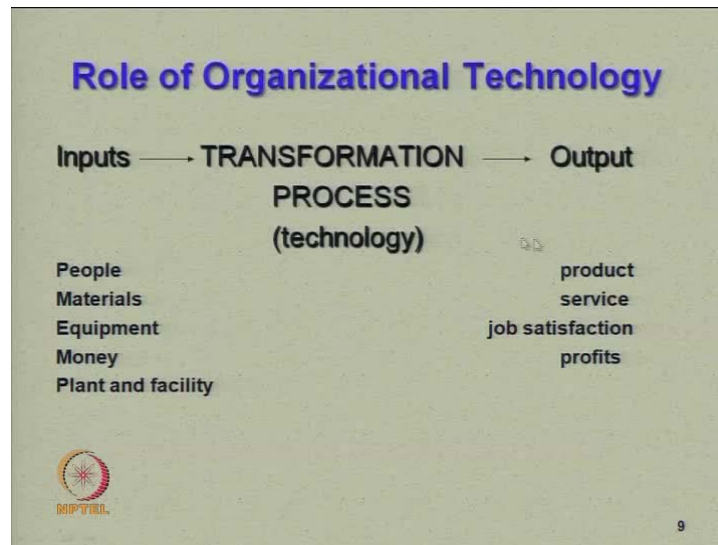 Role of Organizational Technology
Inputs → TRANSFORMATION → Output
PROCESS
(technology)
People product
Materials service
Equipment job satisfaction
Money profits
Plant and facility
NPTEL
9